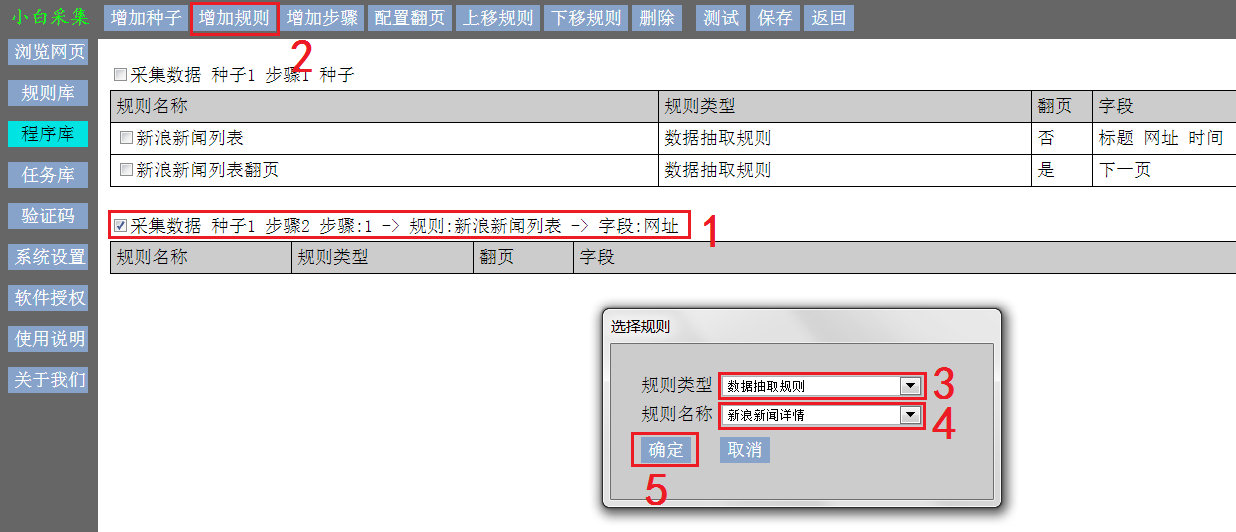 小白采集 增加种子 增加规则 增加步骤 配置翻页 上移规则 下移规则 删除 测试 保存 返回
2
浏览网页
规则库
程序库
任务库
验证码
系统设置
软件授权
使用说明
关于我们
采集数据 种子1 步骤1 种子
规则名称 规则类型 翻页 字段
新浪新闻列表 数据抽取规则 否 标题 网址 时间
新浪新闻列表翻页 数据抽取规则 是 下一页
采集数据 种子1 步骤2 步骤:1 -> 规则:新浪新闻列表 -> 字段:网址 1
规则名称 规则类型 翻页 字段
选择规则
规则类型 数据抽取规则 3
规则名称 新浪新闻详情 4
确定 取消
5